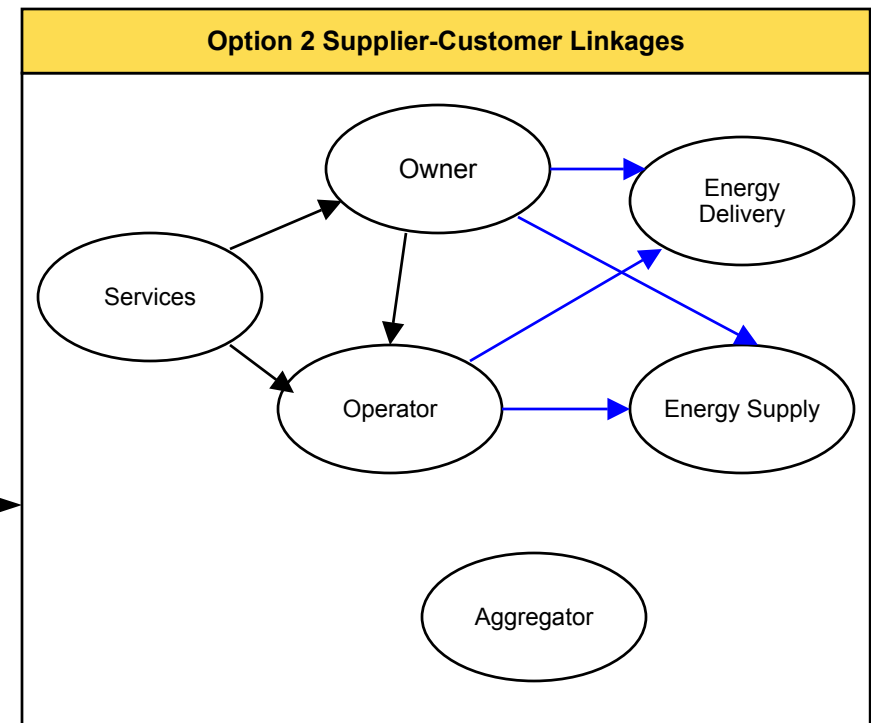 Option 2 Supplier-Customer Linkages
Owner
Energy
Delivery
Services
Operator
Energy Supply
Aggregator